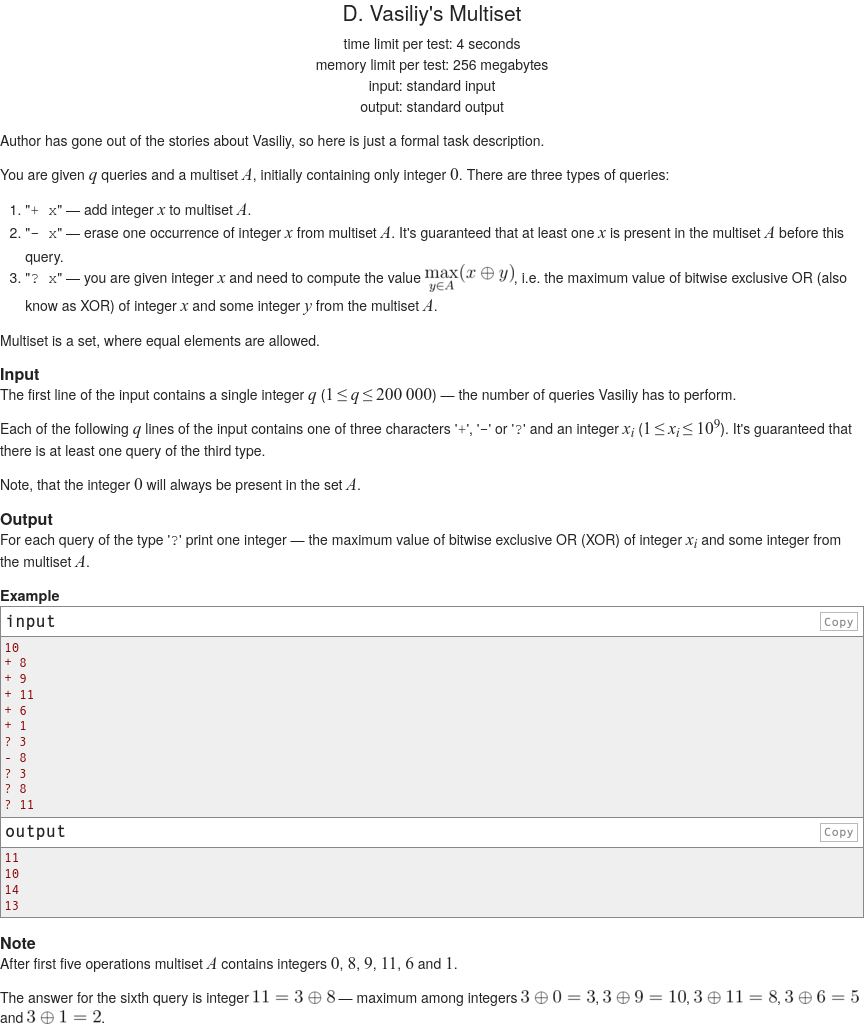 D. Vasiliy's Multiset
time limit per test: 4 seconds
memory limit per test: 256 megabytes
input: standard input
output: standard output
Author has gone out of the stories about Vasiliy, so here is just a formal task description.
You are given q queries and a multiset A, initially containing only integer 0. There are three types of queries:
1. "+ x" — add integer x to multiset A.
2. "- x" — erase one occurrence of integer x from multiset A. It's guaranteed that at least one x is present in the multiset A before this
query.
3. "? x" — you are given integer x and need to compute the value max_{y∈A}(x ⊕ y), i.e. the maximum value of bitwise exclusive OR (also
know as XOR) of integer x and some integer y from the multiset A.
Multiset is a set, where equal elements are allowed.
Input
The first line of the input contains a single integer q (1 ≤ q ≤ 200 000) — the number of queries Vasiliy has to perform.
Each of the following q lines of the input contains one of three characters '+', '-' or '?' and an integer x_i (1 ≤ x_i ≤ 10^9). It's guaranteed that
there is at least one query of the third type.
Note, that the integer 0 will always be present in the set A.
Output
For each query of the type '?' print one integer — the maximum value of bitwise exclusive OR (XOR) of integer x_i and some integer from
the multiset A.
Example
input Copy
10
+ 8
+ 9
+ 11
+ 6
+ 1
? 3
- 8
? 3
? 8
? 11
output Copy
11
10
14
13
Note
After first five operations multiset A contains integers 0, 8, 9, 11, 6 and 1.
The answer for the sixth query is integer 11 = 3 ⊕ 8 — maximum among integers 3 ⊕ 0 = 3, 3 ⊕ 9 = 10, 3 ⊕ 11 = 8, 3 ⊕ 6 = 5
and 3 ⊕ 1 = 2.